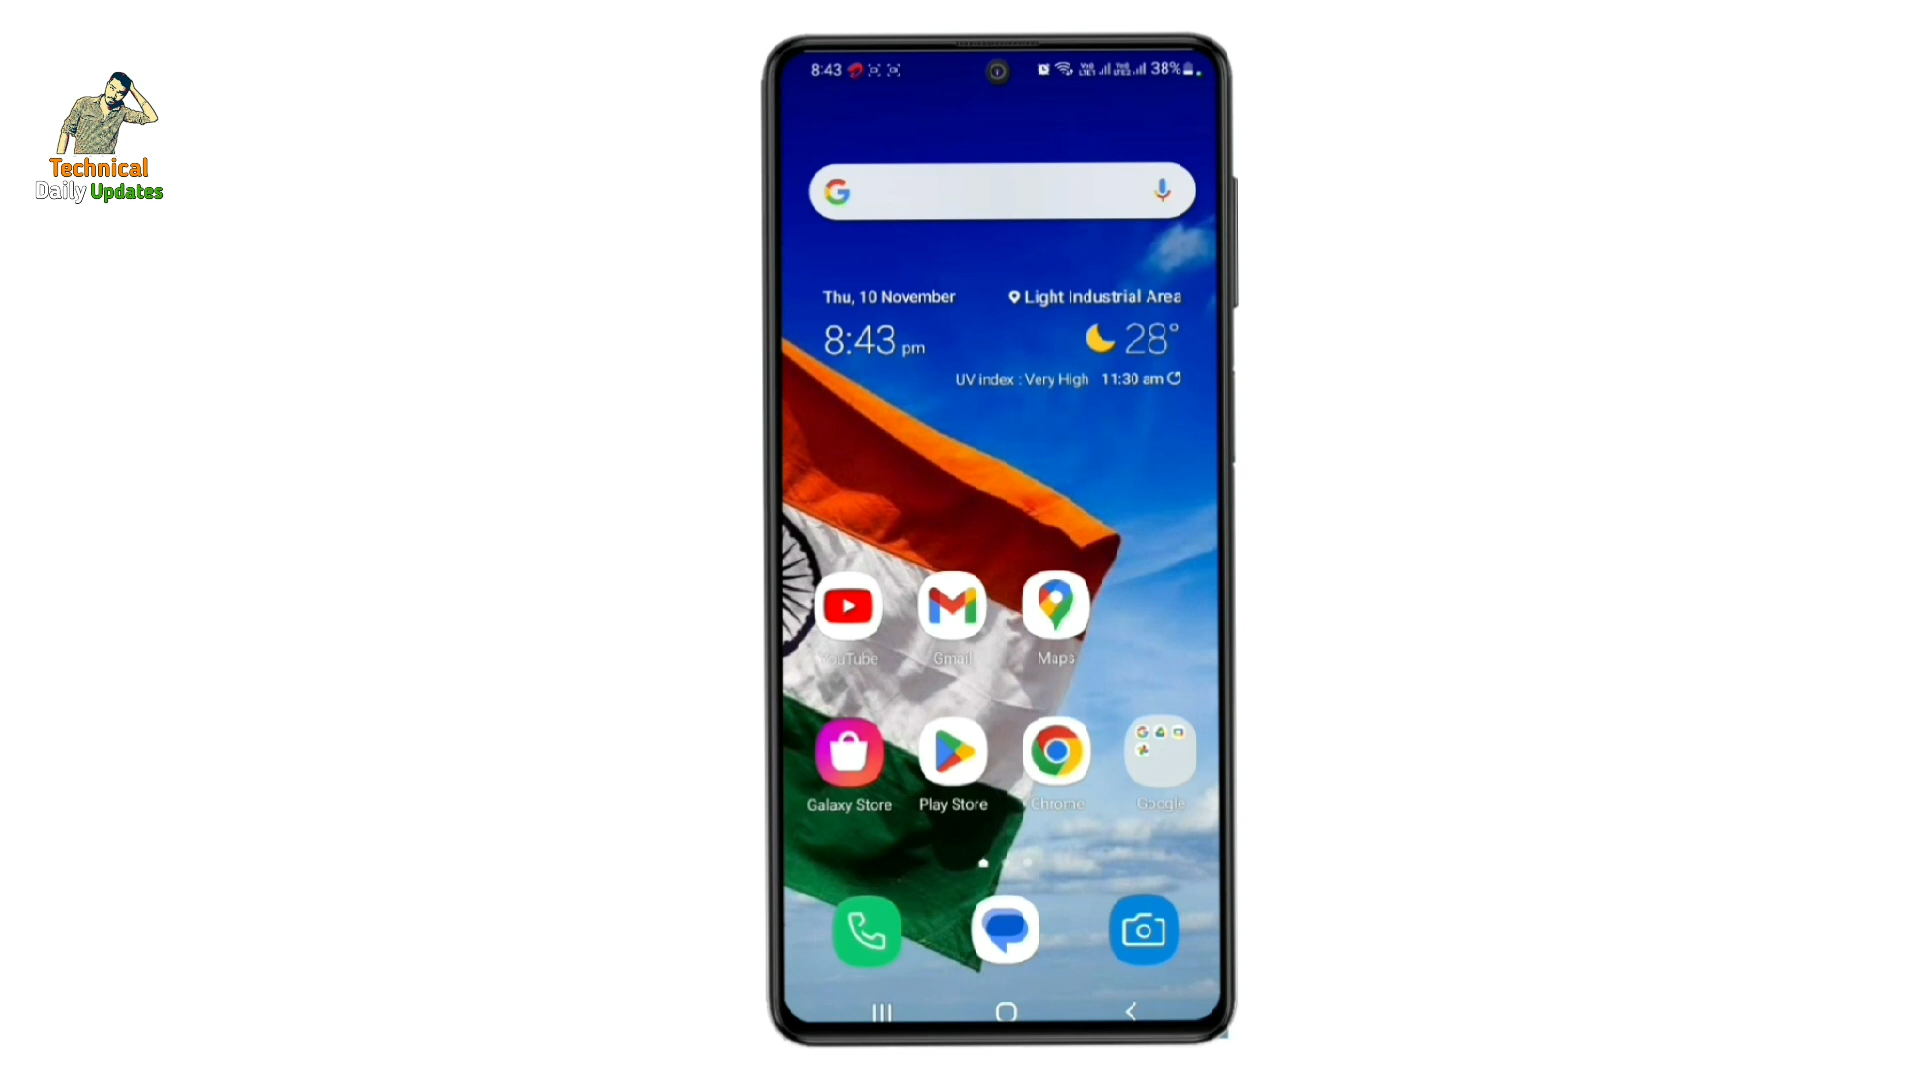 Technical
Daily Updates
8:43
38%
Thu, 10 November
Light Industrial Area
8:43 pm
28°
UV index : Very High 11:30 am
YouTube
Gmail
Maps
Galaxy Store
Play Store
Chrome
Google